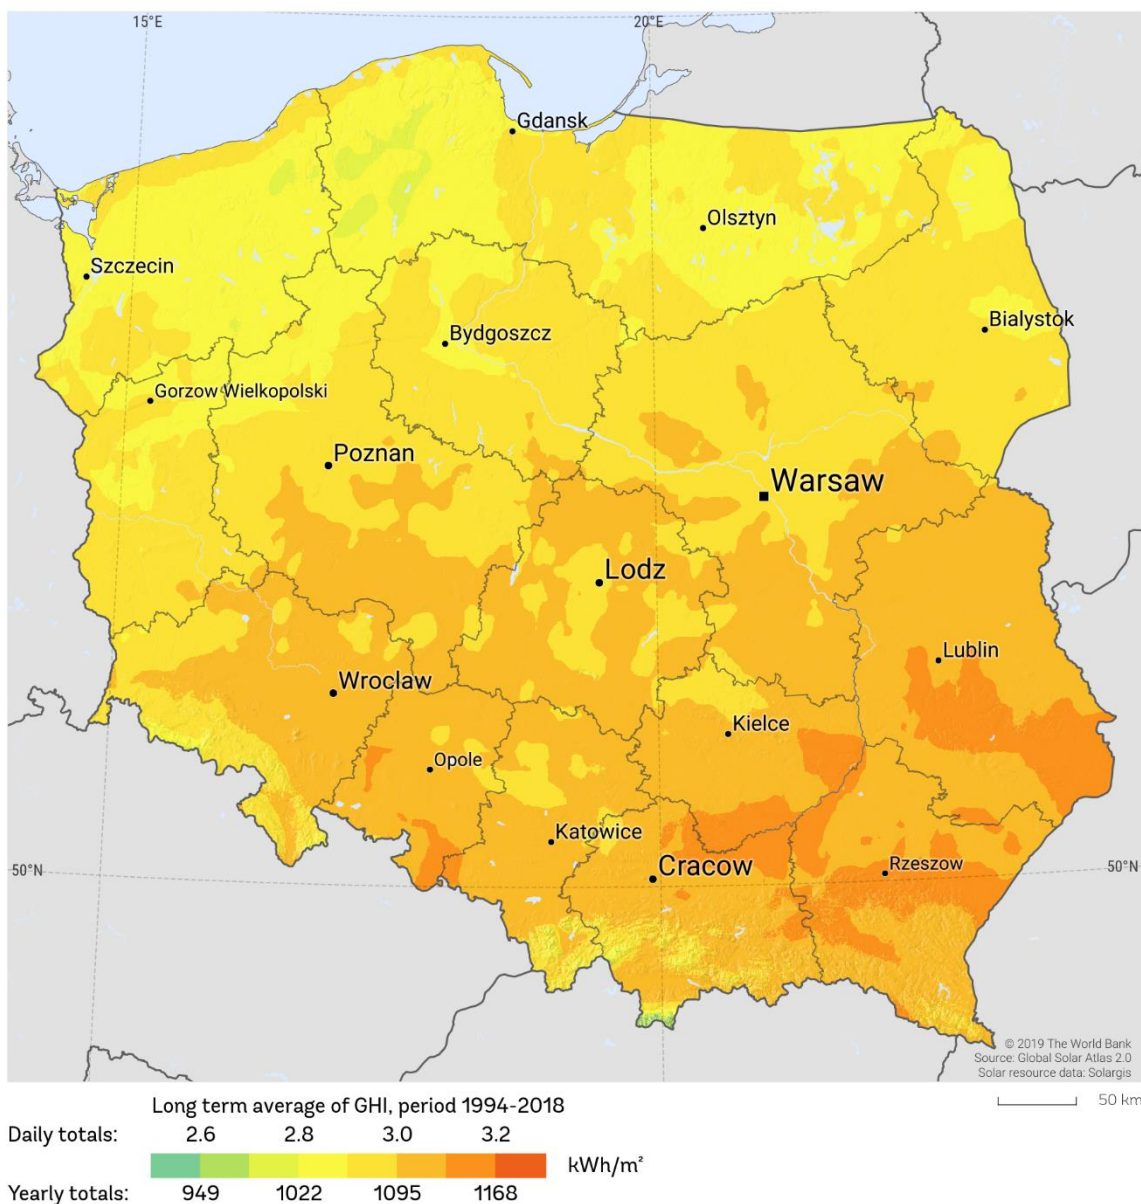 15°E 20°E
Gdansk
Olsztyn
Szczecin
Bialystok
Bydgoszcz
Gorzow Wielkopolski
Poznan
Warsaw
Lodz
Lublin
Wroclaw
Kielce
Opole
Katowice
Cracow
Rzeszow
50°N 50°N
© 2019 The World Bank
Source: Global Solar Atlas 2.0
Solar resource data: Solargis
50 km
Long term average of GHI, period 1994-2018
Daily totals: 2.6 2.8 3.0 3.2
kWh/m²
Yearly totals: 949 1022 1095 1168